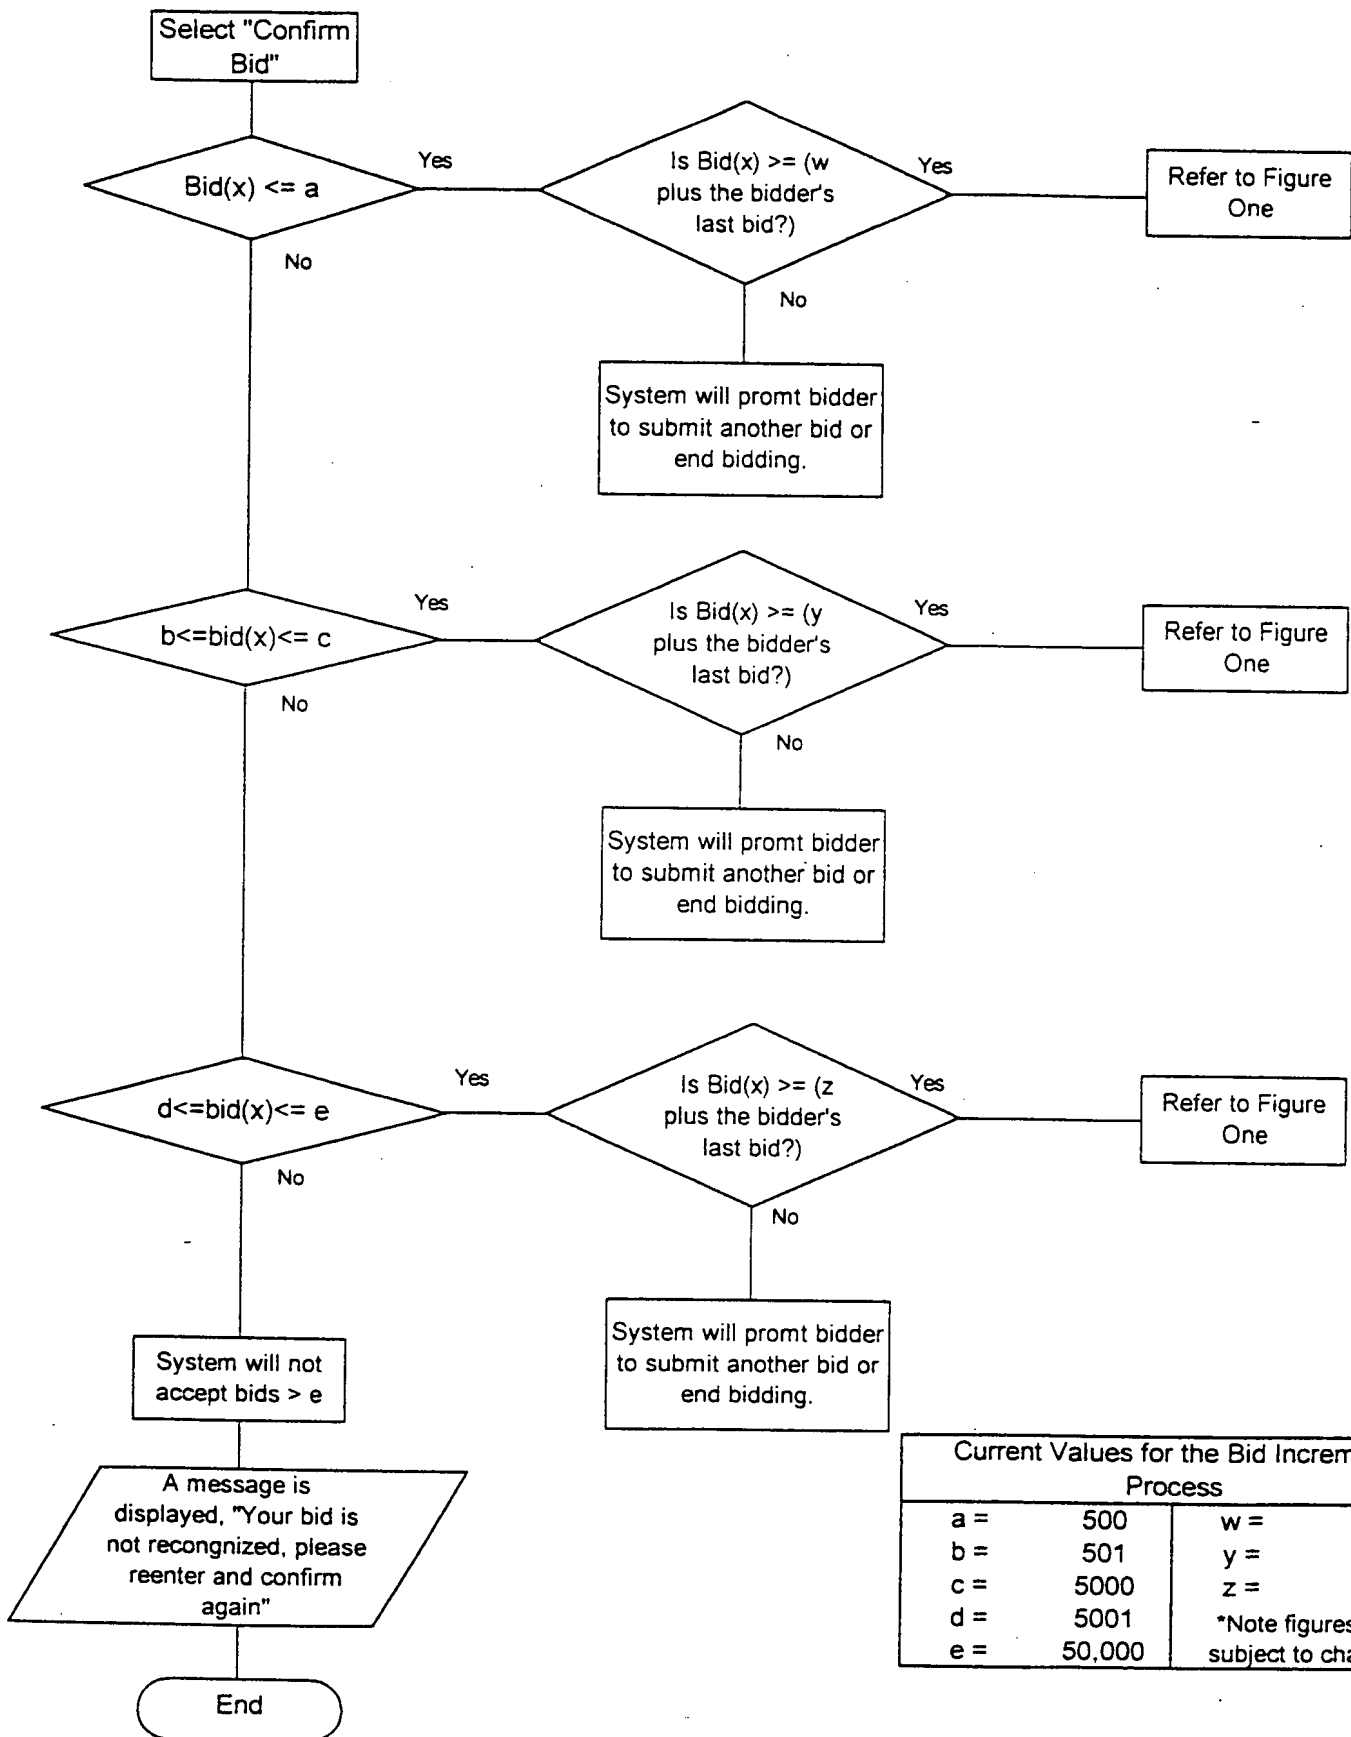 Select "Confirm
Bid"
Bid(x) <= a
Yes
No
Is Bid(x) >= (w
plus the bidder's
last bid?)
Yes
No
Refer to Figure
One
System will promt bidder
to submit another bid or
end bidding.
b<=bid(x)<= c
Yes
No
Is Bid(x) >= (y
plus the bidder's
last bid?)
Yes
No
Refer to Figure
One
System will promt bidder
to submit another bid or
end bidding.
d<=bid(x)<= e
Yes
No
Is Bid(x) >= (z
plus the bidder's
last bid?)
Yes
No
Refer to Figure
One
System will promt bidder
to submit another bid or
end bidding.
System will not
accept bids > e
A message is
displayed, "Your bid is
not recongnized, please
reenter and confirm
again"
End
Current Values for the Bid Increm
Process
a = 500 w =
b = 501 y =
c = 5000 z =
d = 5001 *Note figures
e = 50,000 subject to cha